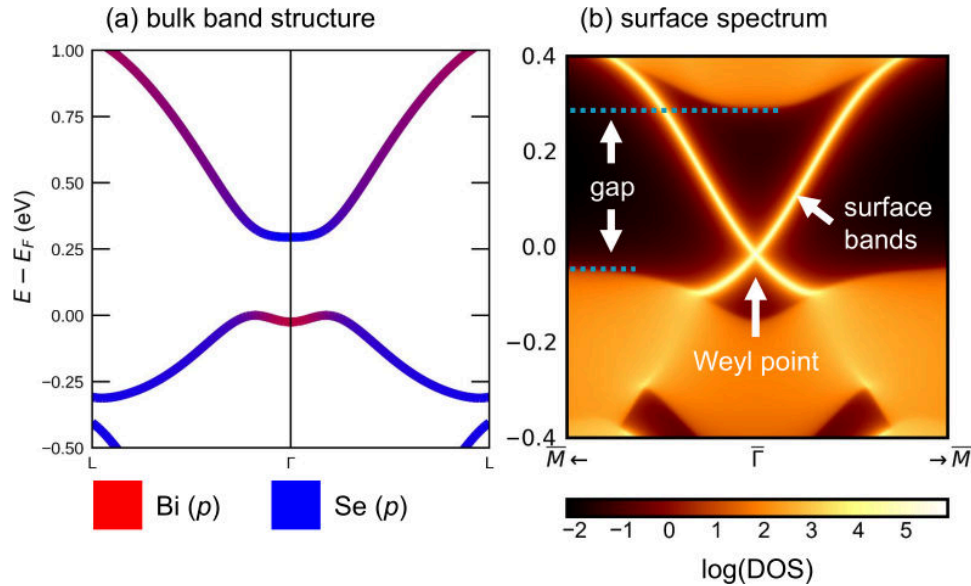 (a) bulk band structure
(b) surface spectrum
E − E_F (eV)
1.00
0.75
0.50
0.25
0.00
−0.25
−0.50
L Γ L
Bi (p) Se (p)
0.4
0.2
0.0
−0.2
−0.4
gap
surface
bands
Weyl point
M̅ ← Γ̅ → M̅
−2 −1 0 1 2 3 4 5
log(DOS)